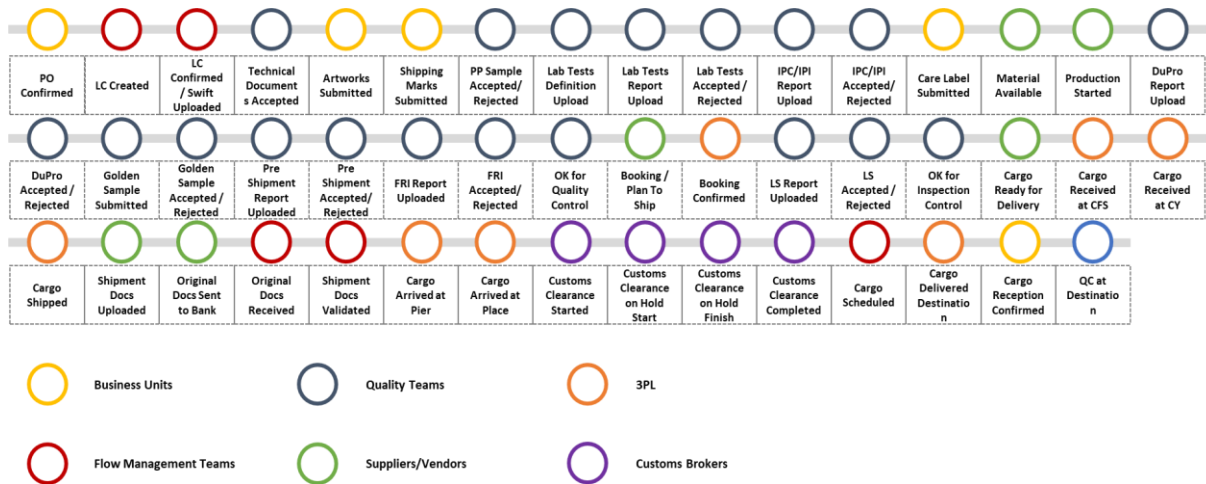 PO
Confirmed
LC Created
LC
Confirmed
/ Swift
Uploaded
Technical
Document
s Accepted
Artworks
Submitted
Shipping
Marks
Submitted
PP Sample
Accepted/
Rejected
Lab Tests
Definition
Upload
Lab Tests
Report
Upload
Lab Tests
Accepted /
Rejected
IPC/IPI
Report
Upload
IPC/IPI
Accepted/
Rejected
Care Label
Submitted
Material
Available
Production
Started
DuPro
Report
Upload
DuPro
Accepted /
Rejected
Golden
Sample
Submitted
Golden
Sample
Accepted /
Rejected
Pre
Shipment
Report
Uploaded
Pre
Shipment
Accepted/
Rejected
FRI Report
Uploaded
FRI
Accepted/
Rejected
OK for
Quality
Control
Booking /
Plan To
Ship
Booking
Confirmed
LS Report
Uploaded
LS
Accepted /
Rejected
OK for
Inspection
Control
Cargo
Ready for
Delivery
Cargo
Received
at CFS
Cargo
Received
at CY
Cargo
Shipped
Shipment
Docs
Uploaded
Original
Docs Sent
to Bank
Original
Docs
Received
Shipment
Docs
Validated
Cargo
Arrived at
Pier
Cargo
Arrived at
Place
Customs
Clearance
Started
Customs
Clearance
on Hold
Start
Customs
Clearance
on Hold
Finish
Customs
Clearance
Completed
Cargo
Scheduled
Cargo
Delivered
Destinatio
n
Cargo
Reception
Confirmed
QC at
Destinatio
n
Business Units
Quality Teams
3PL
Flow Management Teams
Suppliers/Vendors
Customs Brokers